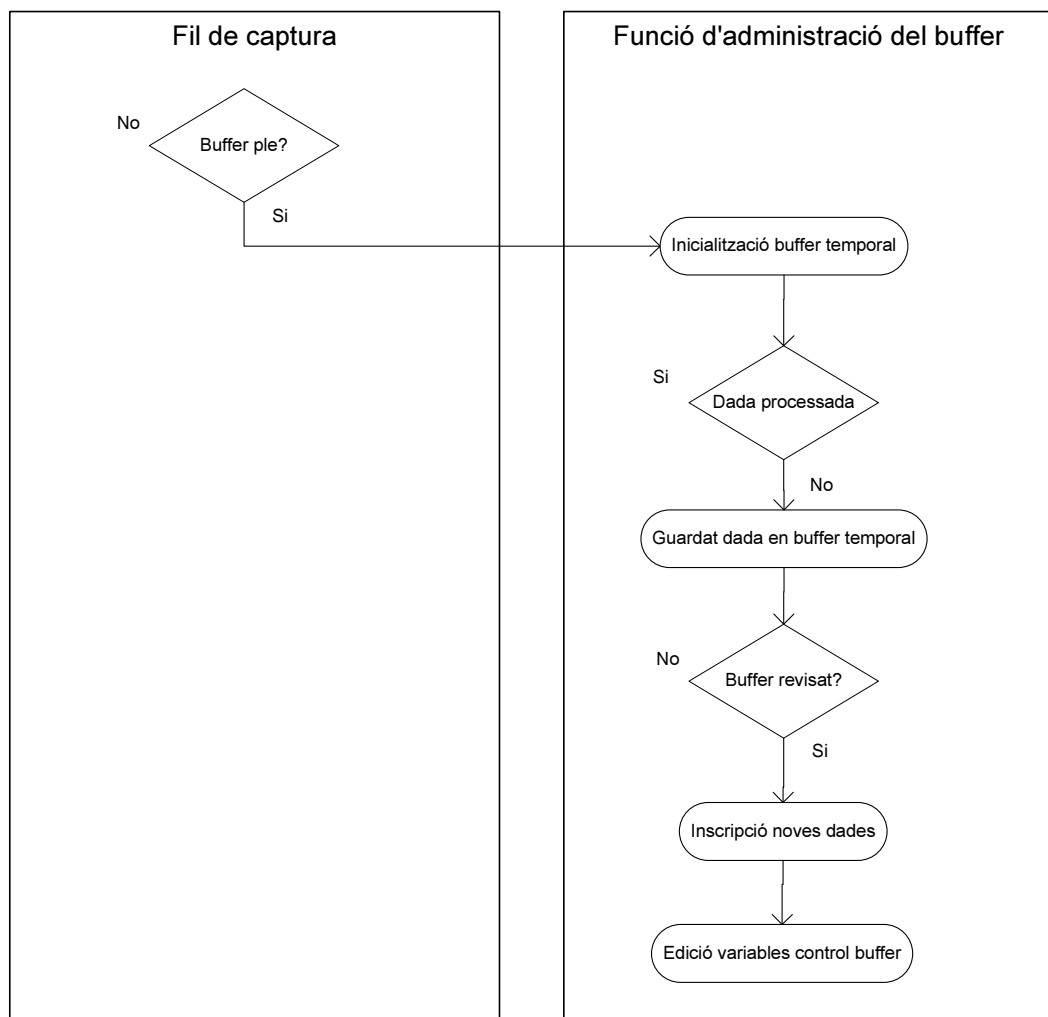 Fil de captura
Funció d'administració del buffer
No
Buffer ple?
Si
Inicialització buffer temporal
Si
Dada processada
No
Guardat dada en buffer temporal
No
Buffer revisat?
Si
Inscripció noves dades
Edició variables control buffer